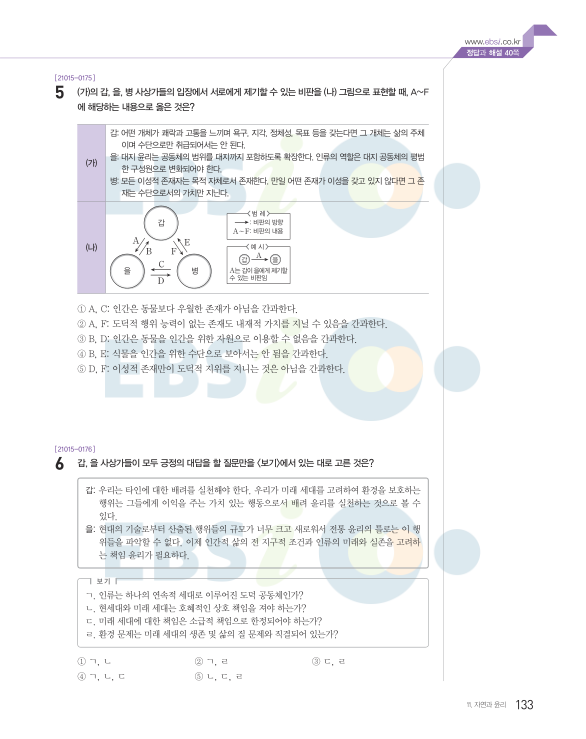 www.ebsi.co.kr
정답과 해설 40쪽
[21015-0175]
5 (가)의 갑, 을, 병 사상가들의 입장에서 서로에게 제기할 수 있는 비판을 (나) 그림으로 표현할 때, A~F
에 해당하는 내용으로 옳은 것은?
(가)
갑: 어떤 개체가 쾌락과 고통을 느끼며 욕구, 지각, 정체성, 목표 등을 갖는다면 그 개체는 삶의 주체
이며 수단으로만 취급되어서는 안 된다.
을: 대지 윤리는 공동체의 범위를 대지까지 포함하도록 확장한다. 인류의 역할은 대지 공동체의 평범
한 구성원으로 변화되어야 한다.
병: 모든 이성적 존재자는 목적 자체로서 존재한다. 만일 어떤 존재가 이성을 갖고 있지 않다면 그 존
재는 수단으로서의 가치만 지닌다.
(나)
갑
A
B
E
F
을
C
D
병
<범 례>
: 비판의 방향
A~F: 비판의 내용
<예 시>
갑 A 을
A는 갑이 을에게 제기할
수 있는 비판임
① A, C: 인간은 동물보다 우월한 존재가 아님을 간과한다.
② A, F: 도덕적 행위 능력이 없는 존재도 내재적 가치를 지닐 수 있음을 간과한다.
③ B, D: 인간은 동물을 인간을 위한 자원으로 이용할 수 없음을 간과한다.
④ B, E: 식물을 인간을 위한 수단으로 보아서는 안 됨을 간과한다.
⑤ D, F: 이성적 존재만이 도덕적 지위를 지니는 것은 아님을 간과한다.
[21015-0176]
6 갑, 을 사상가들이 모두 긍정의 대답을 할 질문만을 <보기>에서 있는 대로 고른 것은?
갑: 우리는 타인에 대한 배려를 실천해야 한다. 우리가 미래 세대를 고려하여 환경을 보호하는
행위는 그들에게 이익을 주는 가치 있는 행동으로서 배려 윤리를 실천하는 것으로 볼 수
있다.
을: 현대의 기술로부터 산출된 행위들의 규모가 너무 크고 새로워서 전통 윤리의 틀로는 이 행
위들을 파악할 수 없다. 이제 인간적 삶의 전 지구적 조건과 인류의 미래와 실존을 고려하
는 책임 윤리가 필요하다.
보기
ㄱ. 인류는 하나의 연속적 세대로 이루어진 도덕 공동체인가?
ㄴ. 현세대와 미래 세대는 호혜적인 상호 책임을 져야 하는가?
ㄷ. 미래 세대에 대한 책임은 소급적 책임으로 한정되어야 하는가?
ㄹ. 환경 문제는 미래 세대의 생존 및 삶의 질 문제와 직결되어 있는가?
① ㄱ, ㄴ ② ㄱ, ㄹ ③ ㄷ, ㄹ
④ ㄱ, ㄴ, ㄷ ⑤ ㄴ, ㄷ, ㄹ
11. 자연과 윤리 133
EBSi
EBSi
EBSi